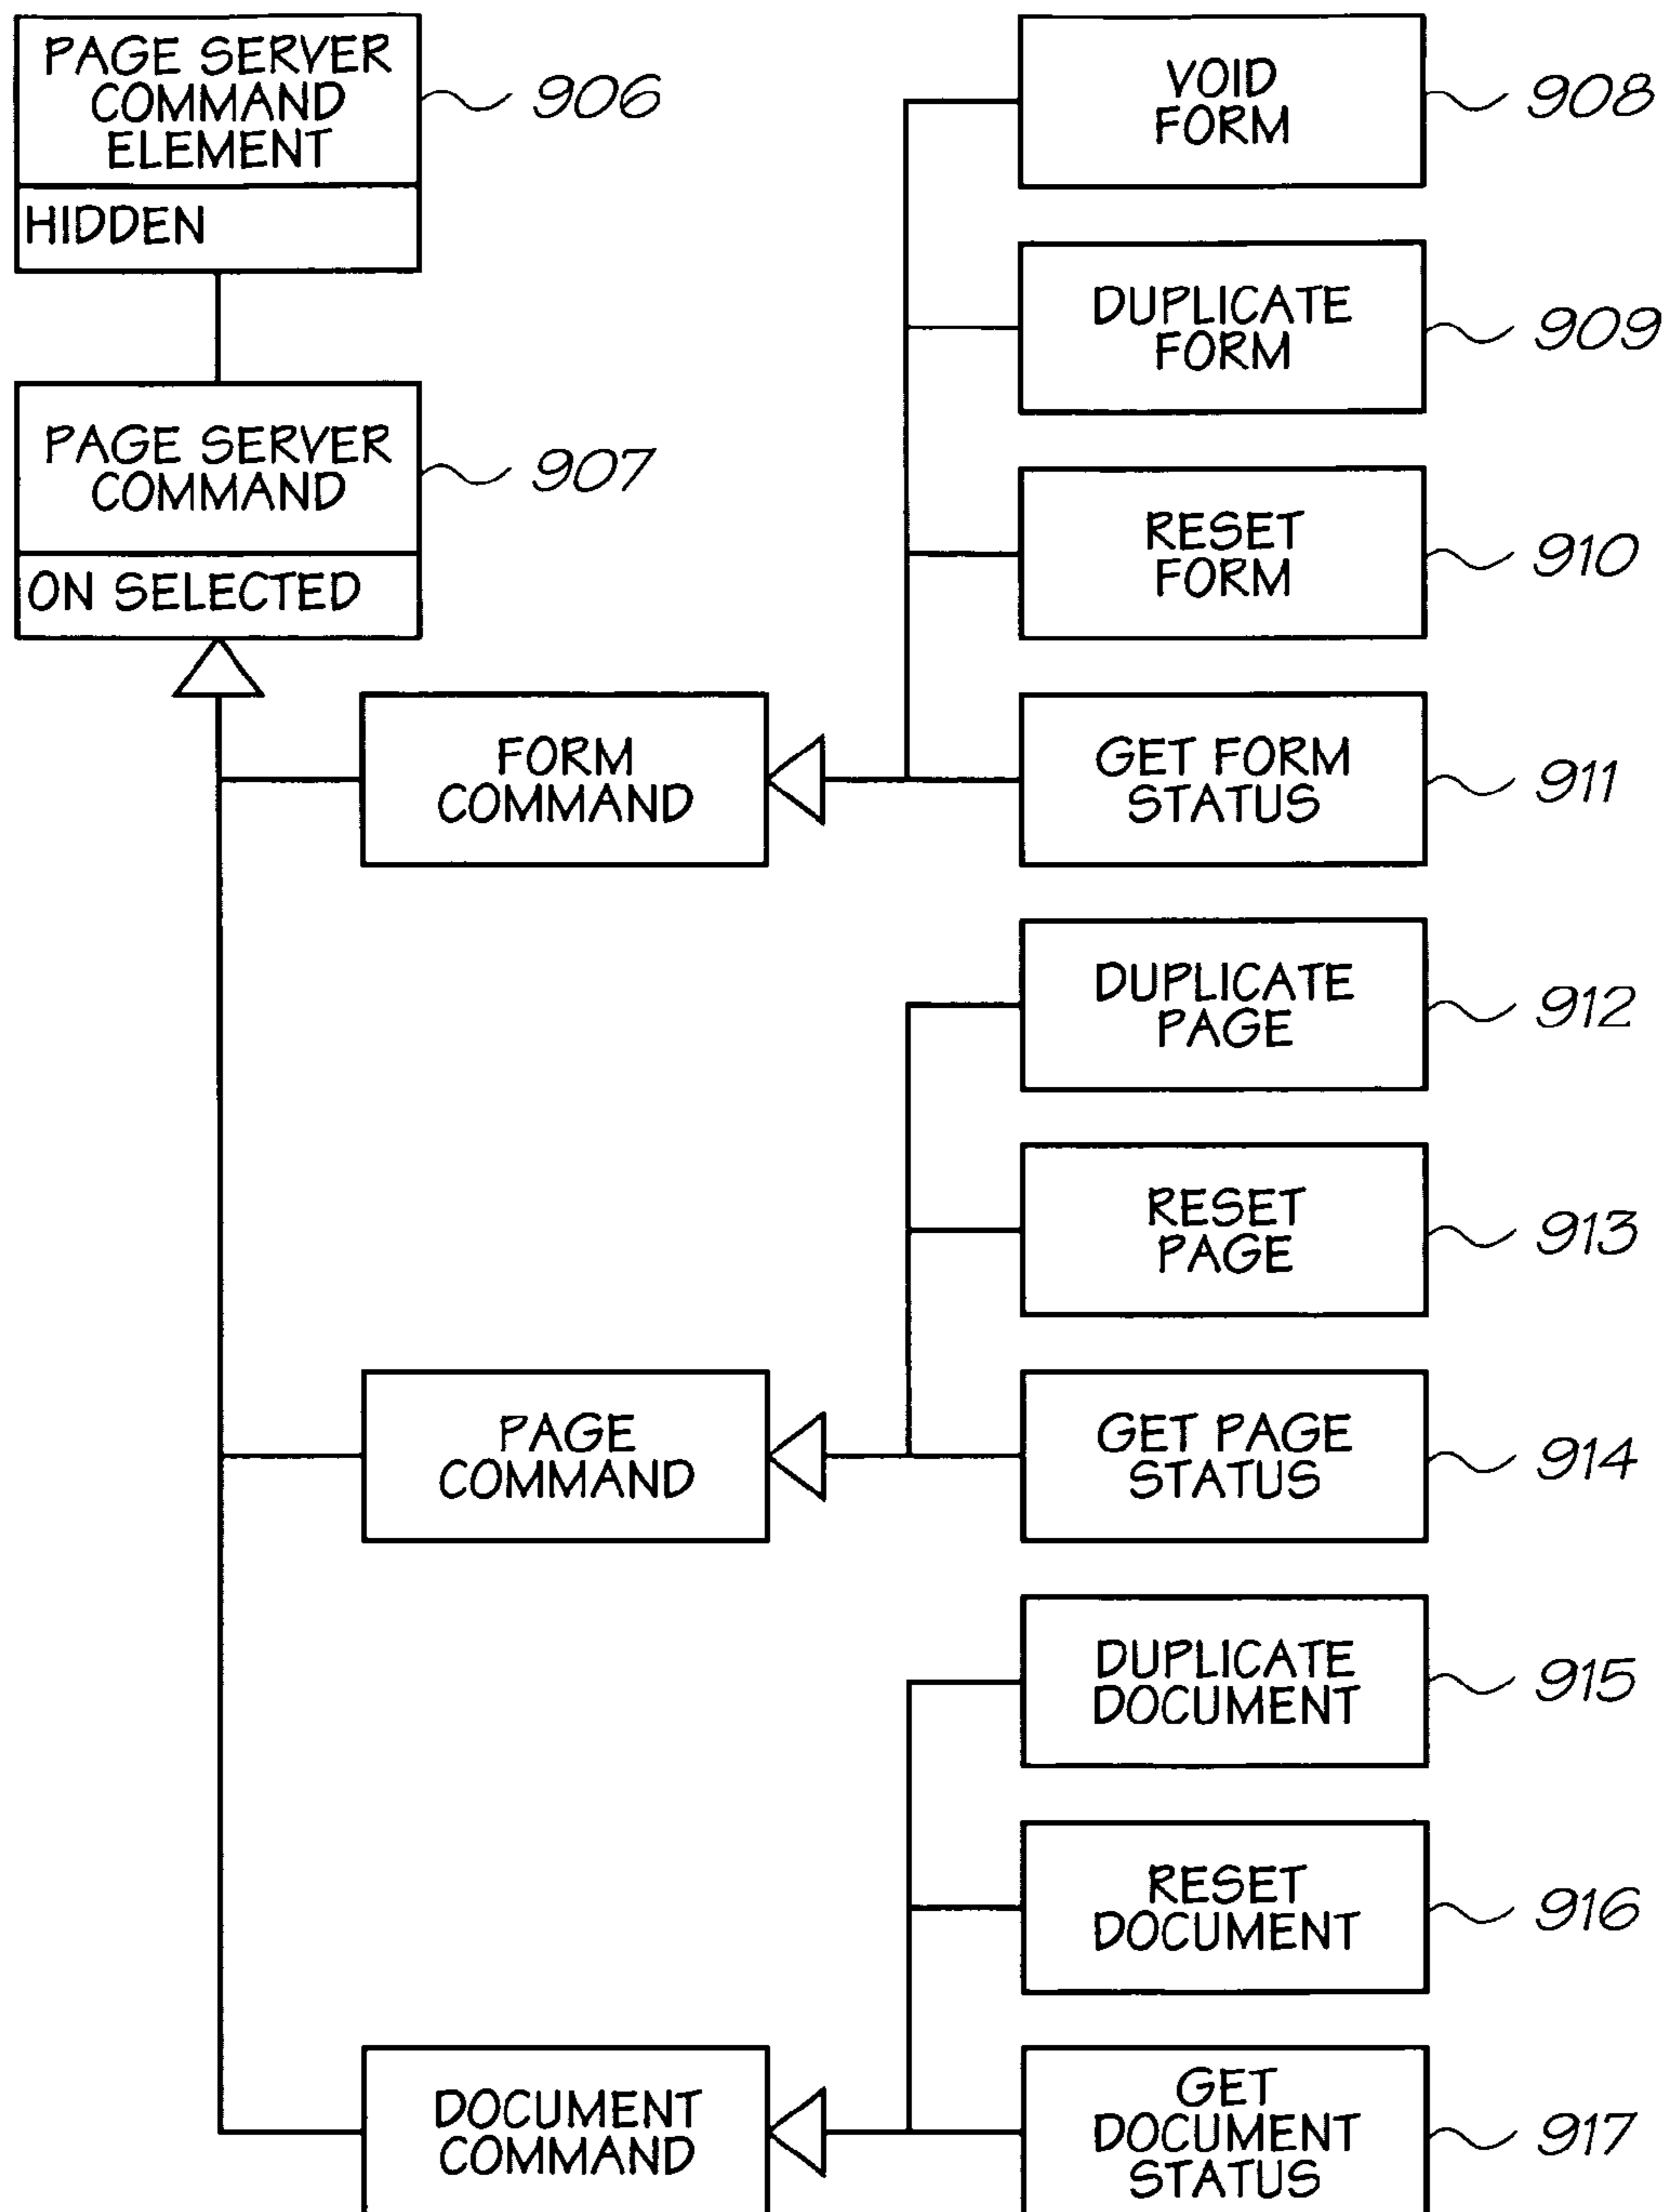 PAGE SERVER
COMMAND
ELEMENT
906
HIDDEN
PAGE SERVER
COMMAND
907
ON SELECTED
FORM
COMMAND
VOID
FORM
908
DUPLICATE
FORM
909
RESET
FORM
910
GET FORM
STATUS
911
PAGE
COMMAND
DUPLICATE
PAGE
912
RESET
PAGE
913
GET PAGE
STATUS
914
DOCUMENT
COMMAND
DUPLICATE
DOCUMENT
915
RESET
DOCUMENT
916
GET
DOCUMENT
STATUS
917